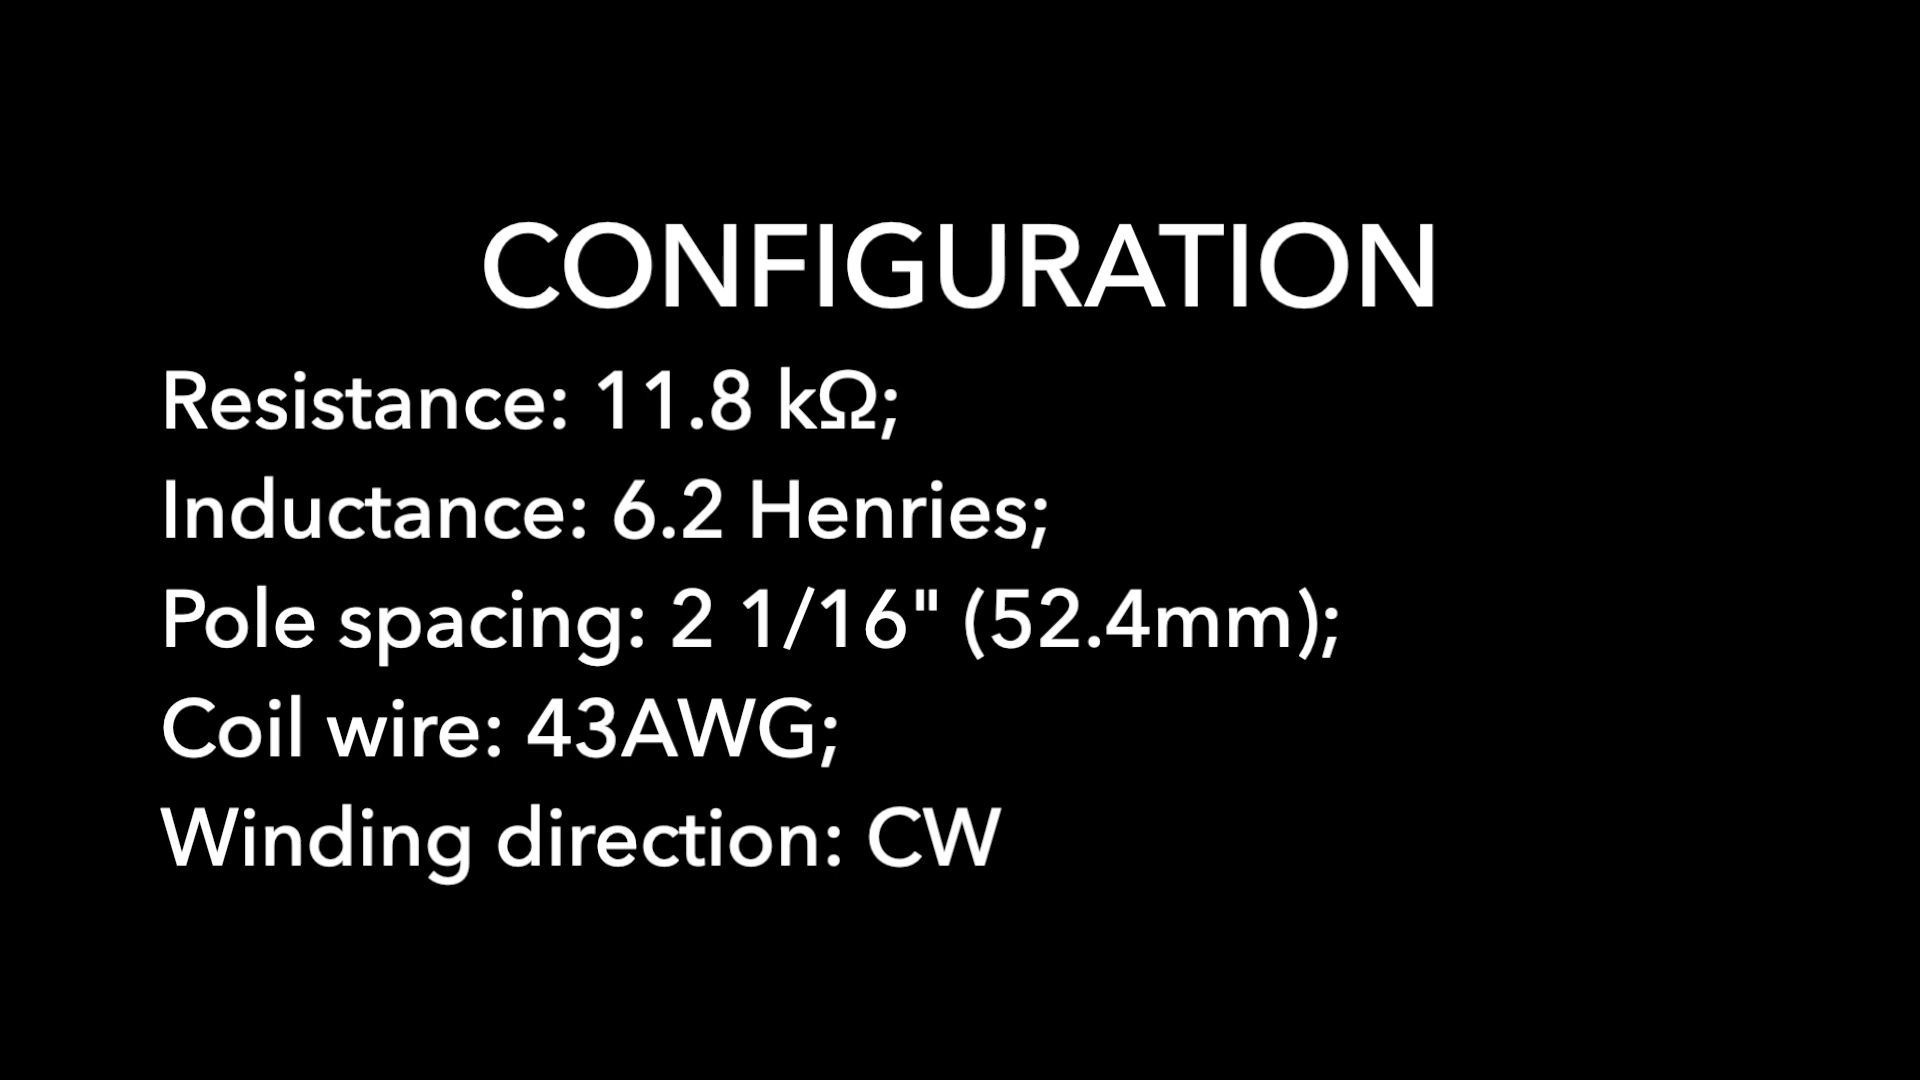 CONFIGURATION
Resistance: 11.8 kΩ;
Inductance: 6.2 Henries;
Pole spacing: 2 1/16" (52.4mm);
Coil wire: 43AWG;
Winding direction: CW